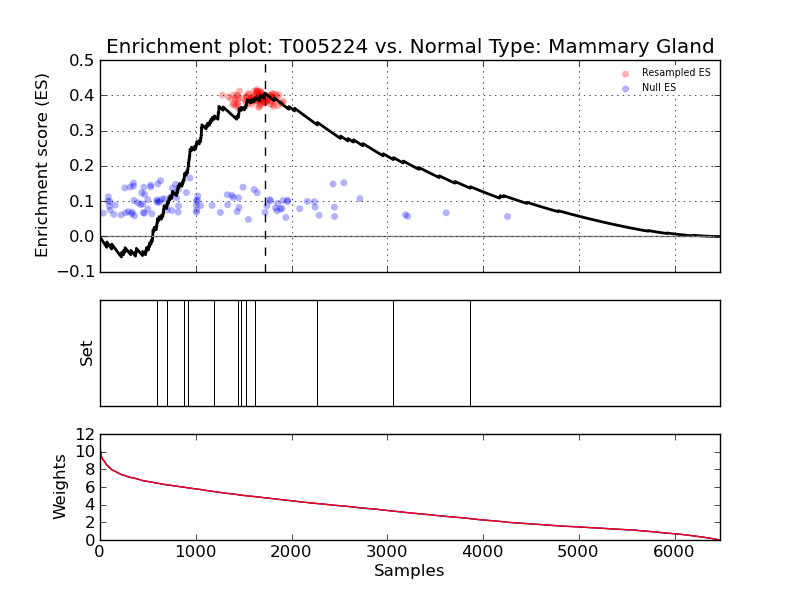 Enrichment plot: T005224 vs. Normal Type: Mammary Gland
Enrichment score (ES)
0.5
0.4
0.3
0.2
0.1
0.0
−0.1
Resampled ES
Null ES
Set
Weights
12
10
8
6
4
2
0
0 1000 2000 3000 4000 5000 6000
Samples